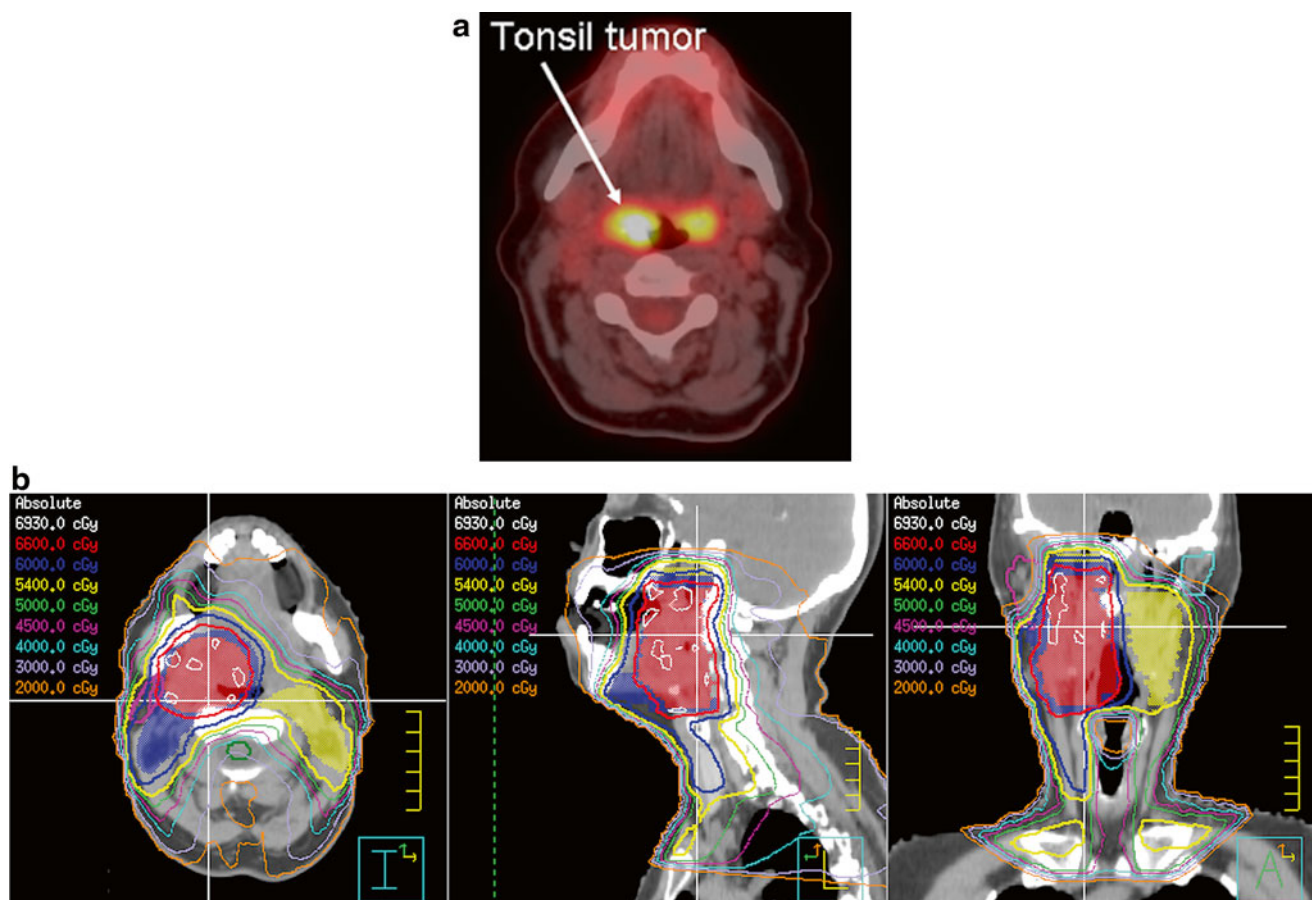 a
Tonsil tumor
b
Absolute
6930.0 cGy
6600.0 cGy
6000.0 cGy
5400.0 cGy
5000.0 cGy
4500.0 cGy
4000.0 cGy
3000.0 cGy
2000.0 cGy
I
Absolute
6930.0 cGy
6600.0 cGy
6000.0 cGy
5400.0 cGy
5000.0 cGy
4500.0 cGy
4000.0 cGy
3000.0 cGy
2000.0 cGy
L
Absolute
6930.0 cGy
6600.0 cGy
6000.0 cGy
5400.0 cGy
5000.0 cGy
4500.0 cGy
4000.0 cGy
3000.0 cGy
2000.0 cGy
A